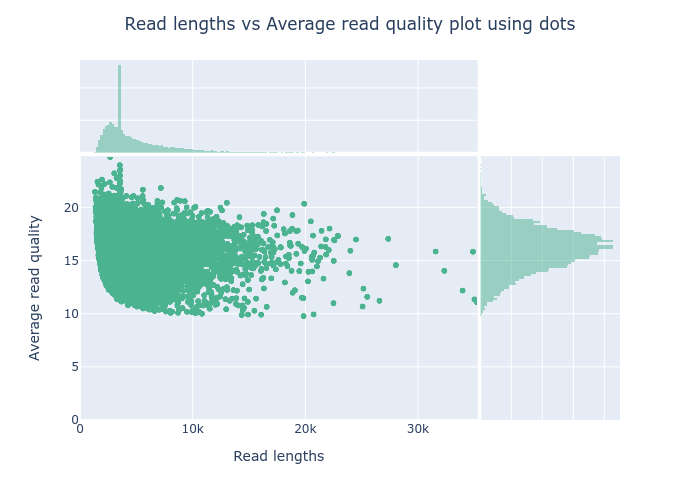 Read lengths vs Average read quality plot using dots
20
15
10
5
0
Average read quality
0 10k 20k 30k
Read lengths